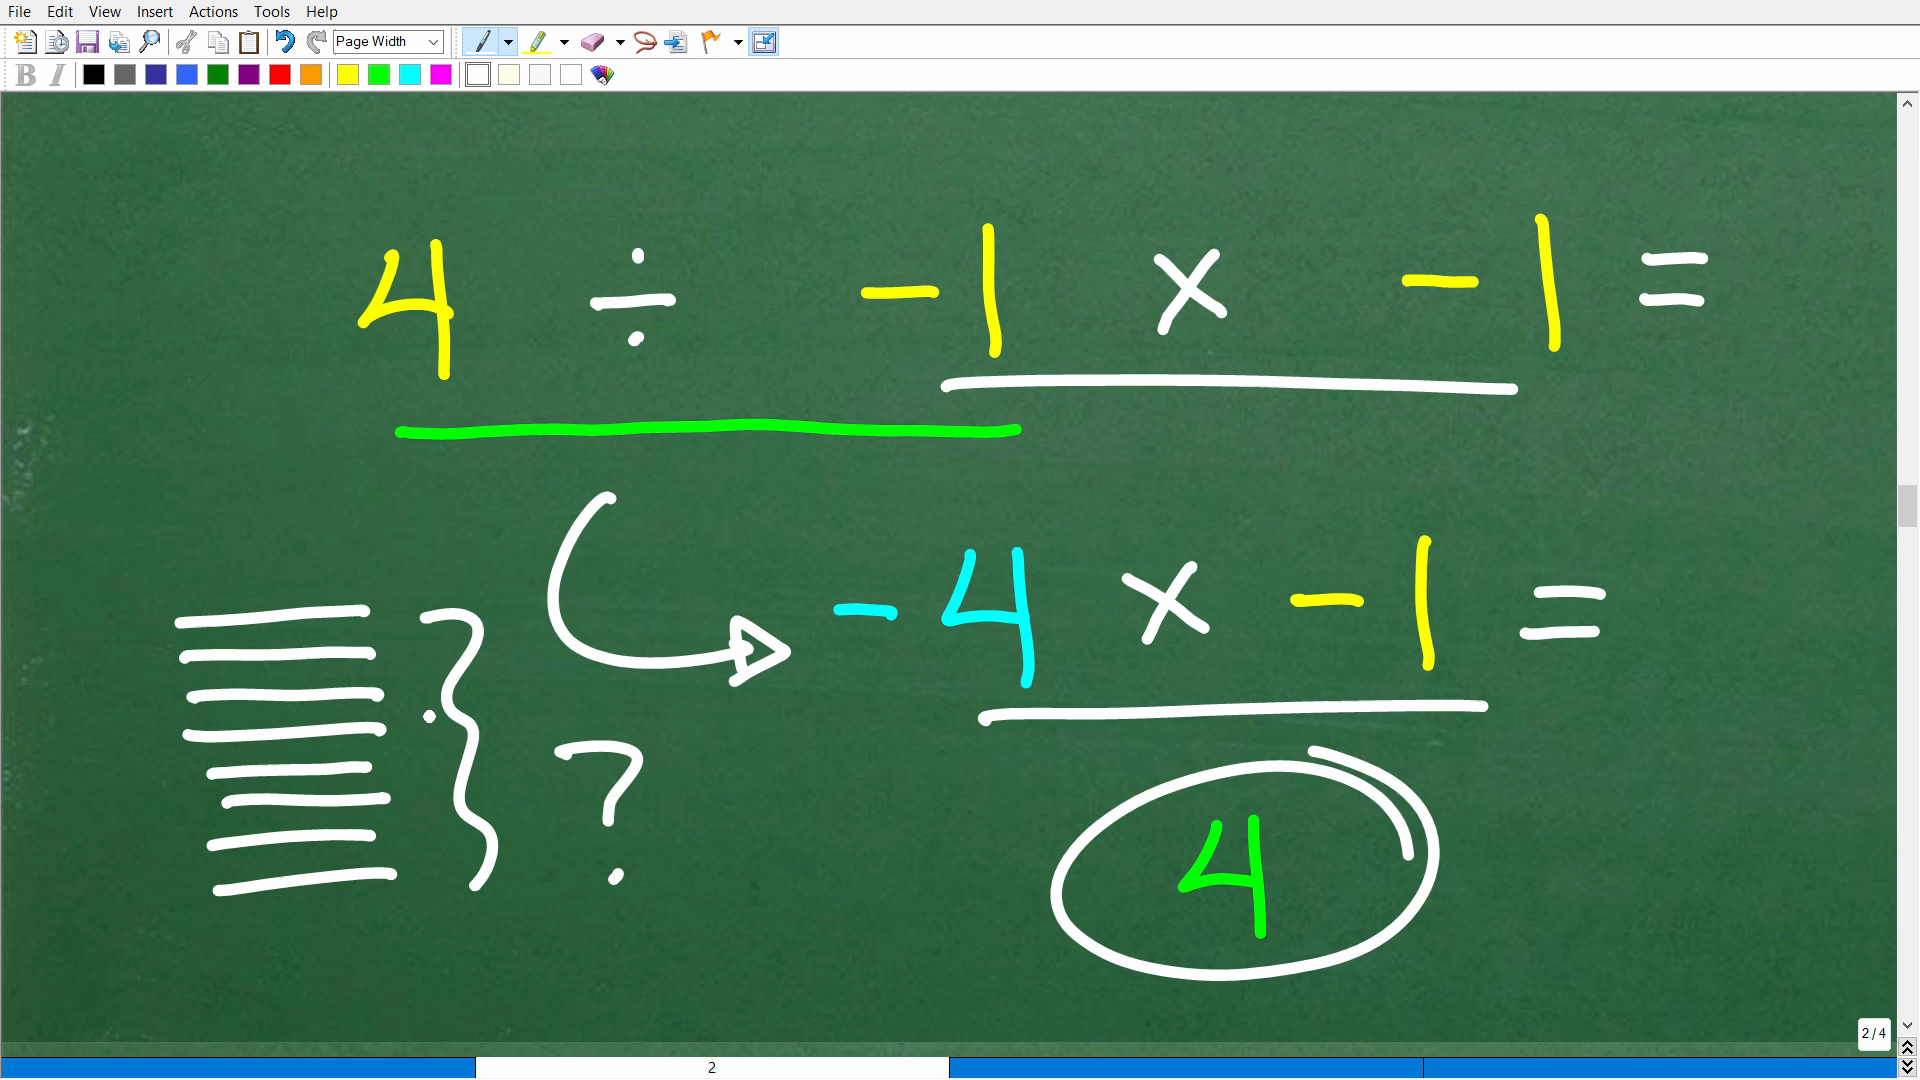 File Edit View Insert Actions Tools Help
B I Page Width
4 ÷ -1 × -1 =
-4 × -1 =
?
4
2 / 4
2